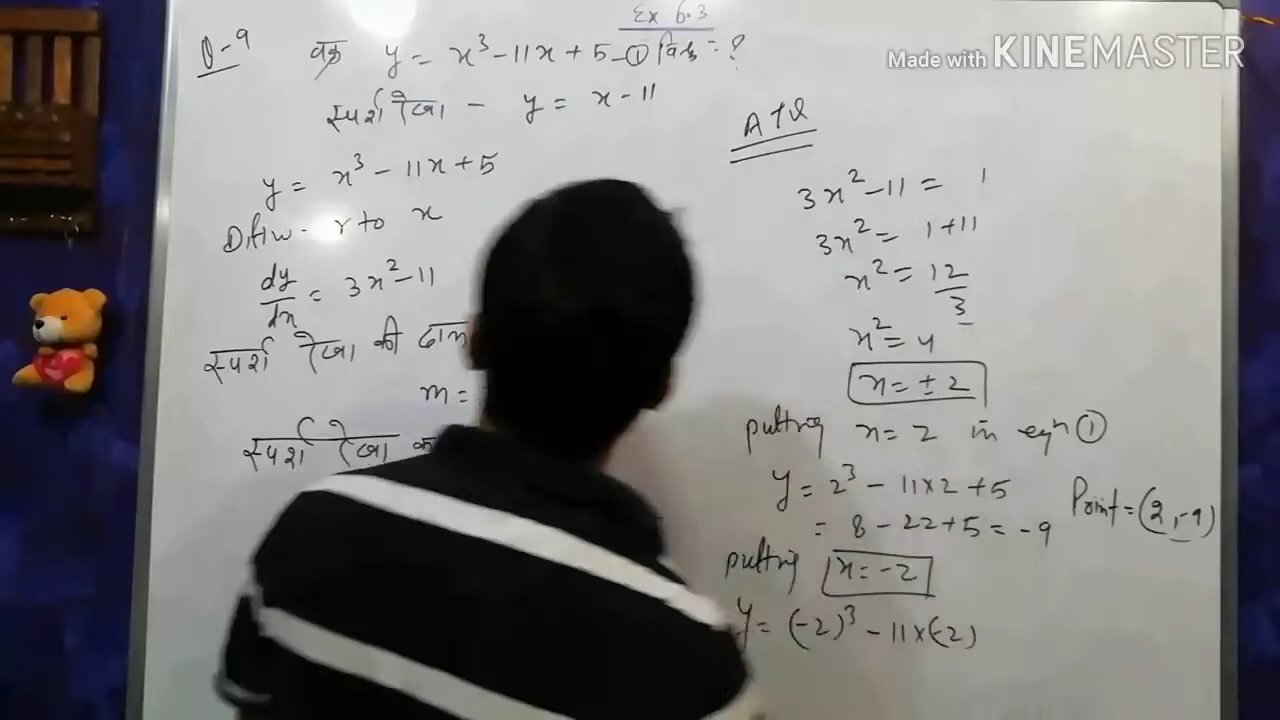 Ex 6.3
Q-9 वक्र y = x³-11x+5-① बिन्दु = ?
स्पर्श रेखा - y = x-11
y = x³-11x+5
Diff w. r to x
dy/dx = 3x²-11
स्पर्श रेखा की
m =
स्पर्श रेखा
Made with KINEMASTER
ATQ
3x²-11 = 1
3x² = 1+11
x² = 12/3
x² = 4
x = ±2
putting x = 2 in eqn ①
y = 2³ - 11×2 +5
= 8 - 22+5 = -9
Point = (2,-9)
putting x = -2
y = (-2)³ - 11×(-2)